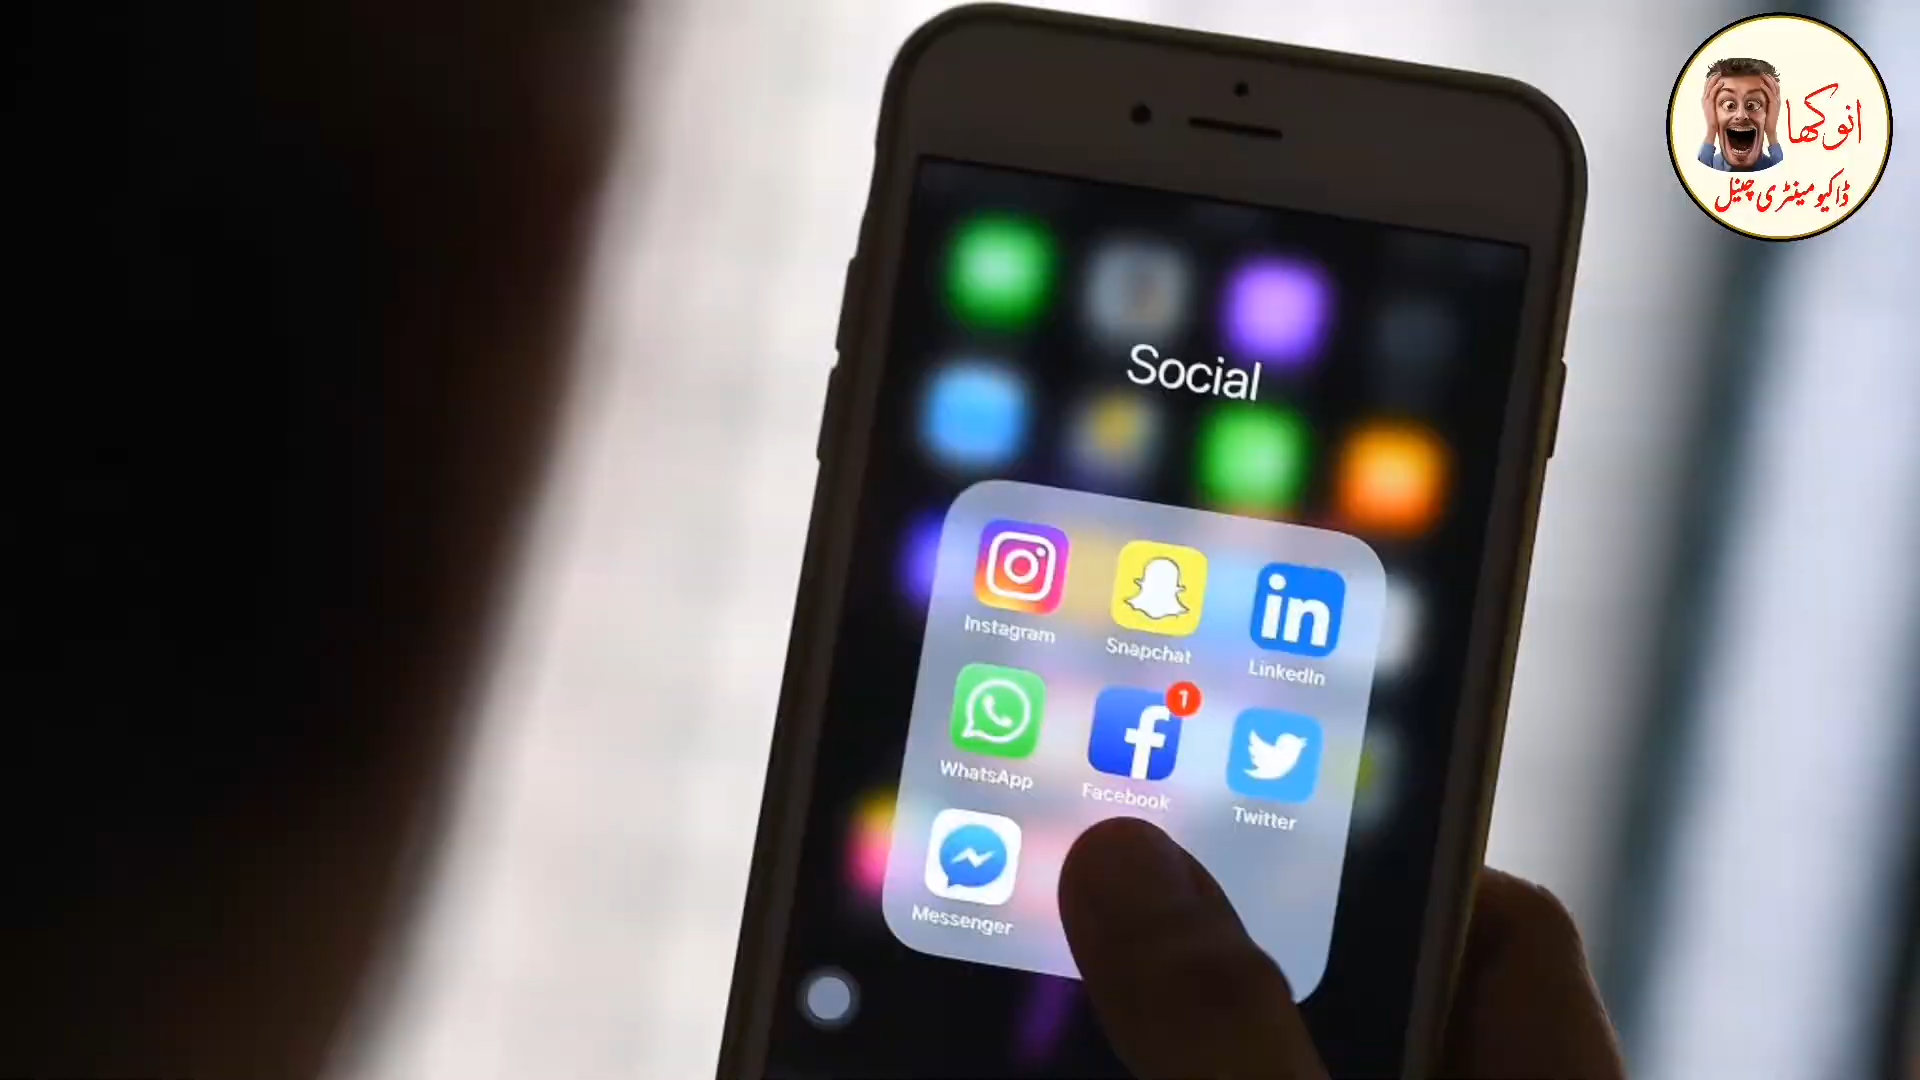 انوکھا
ڈاکیومینٹری چینل
Social
Instagram
Snapchat
LinkedIn
WhatsApp
1
Facebook
Twitter
Messenger